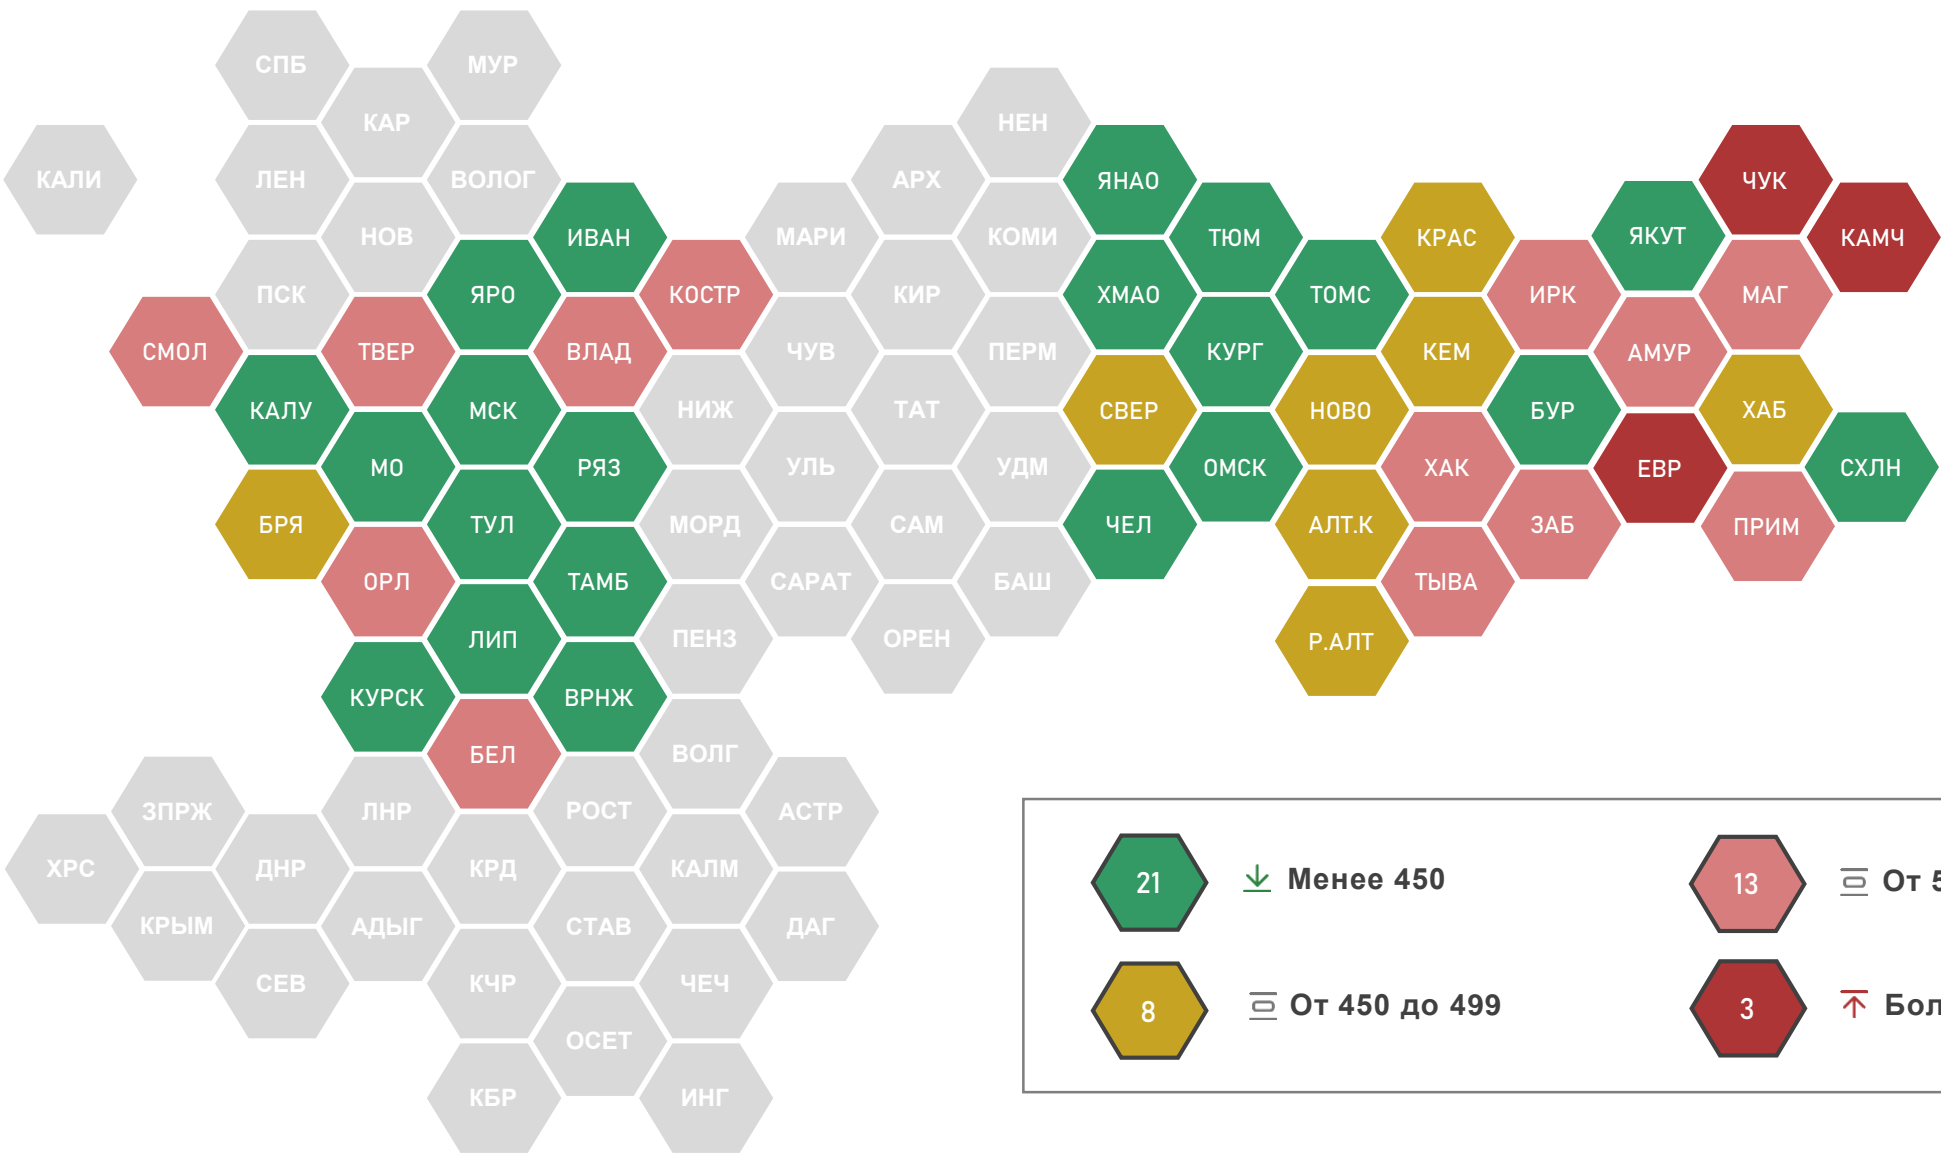 СПБ
МУР
КАР
НЕН
КАЛИ
ЛЕН
ВОЛОГ
АРХ
ЯНАО
ЧУК
НОВ
ИВАН
МАРИ
КОМИ
ТЮМ
КРАС
ЯКУТ
КАМЧ
ПСК
ЯРО
КОСТР
КИР
ХМАО
ТОМС
ИРК
МАГ
СМОЛ
ТВЕР
ВЛАД
ЧУВ
ПЕРМ
КУРГ
КЕМ
АМУР
КАЛУ
МСК
НИЖ
ТАТ
СВЕР
НОВО
БУР
ХАБ
МО
РЯЗ
УЛЬ
УДМ
ОМСК
ХАК
ЕВР
СХЛН
БРЯ
ТУЛ
МОРД
САМ
ЧЕЛ
АЛТ.К
ЗАБ
ПРИМ
ОРЛ
ТАМБ
САРАТ
БАШ
ТЫВА
ЛИП
ПЕНЗ
ОРЕН
Р.АЛТ
КУРСК
ВРНЖ
БЕЛ
ВОЛГ
ЗПРЖ
ЛНР
РОСТ
АСТР
ХРС
ДНР
КРД
КАЛМ
КРЫМ
АДЫГ
СТАВ
ДАГ
СЕВ
КЧР
ЧЕЧ
ОСЕТ
КБР
ИНГ
21 Менее 450
13 От 5
8 От 450 до 499
3 Бол